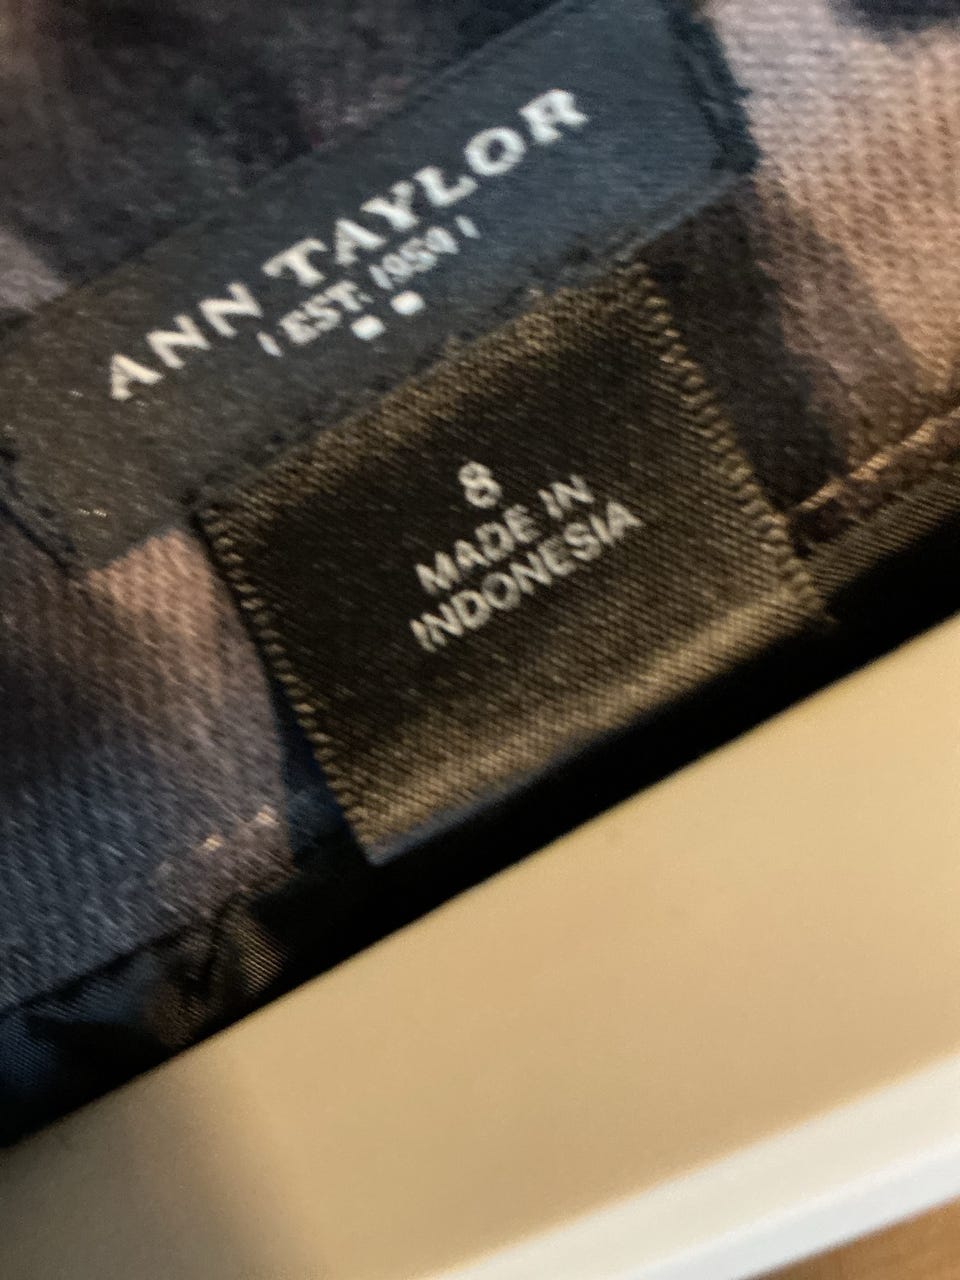 ANN TAYLOR
EST. 1954
8
MADE IN
INDONESIA